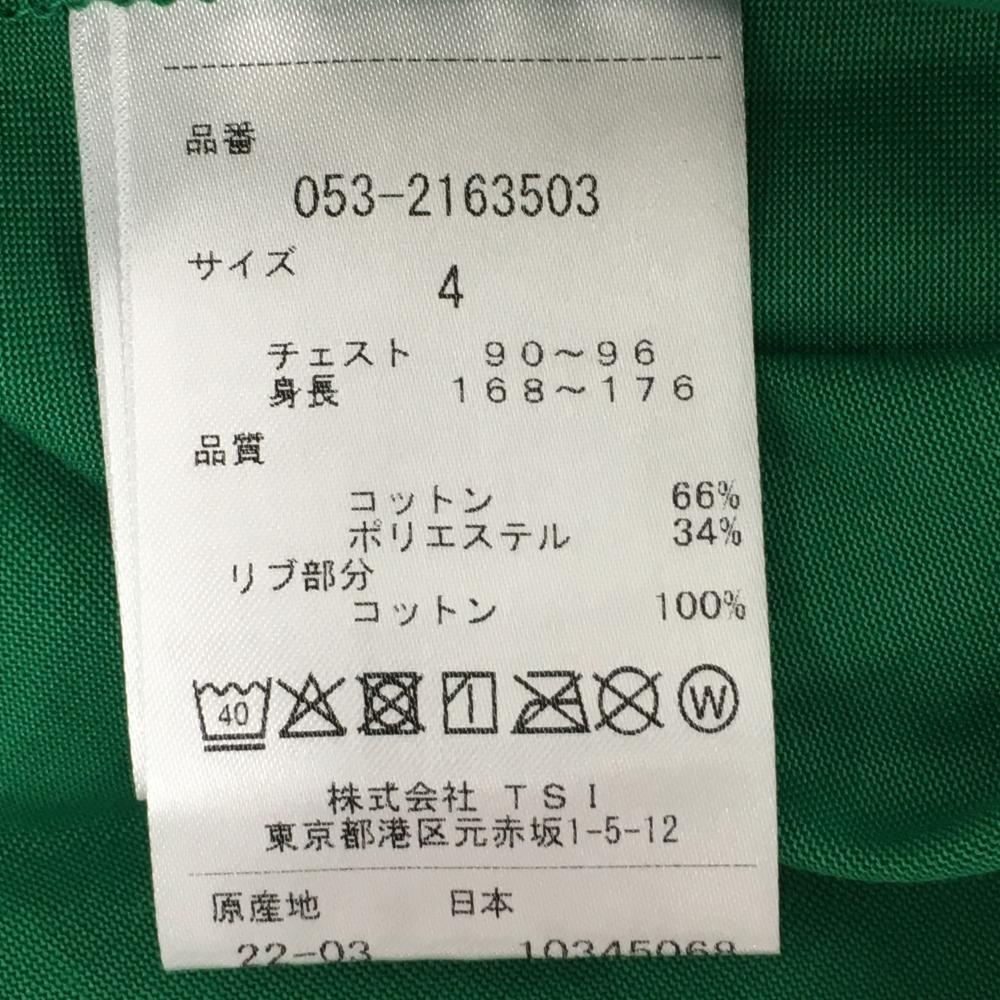 品番
053-2163503
サイズ 4
チェスト 90～96
身長 168～176
品質
コットン 66%
ポリエステル 34%
リブ部分
コットン 100%
40 W
株式会社 TSI
東京都港区元赤坂1-5-12
原産地 日本
22-03 10345068